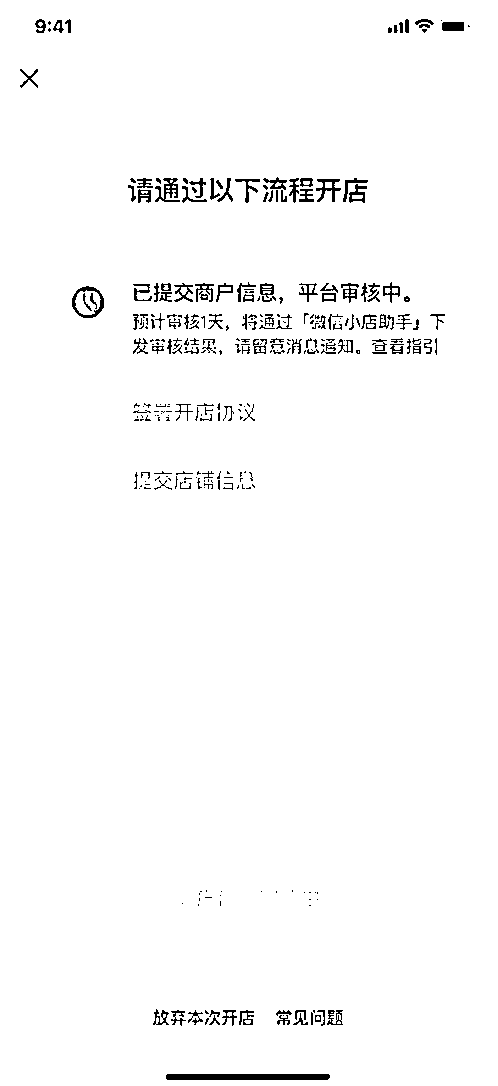 9:41
请通过以下流程开店
已提交商户信息，平台审核中。
预计审核1天，将通过「微信小店助手」下
发审核结果，请留意消息通知。查看指引
签署开店协议
提交店铺信息
放弃本次开店 常见问题